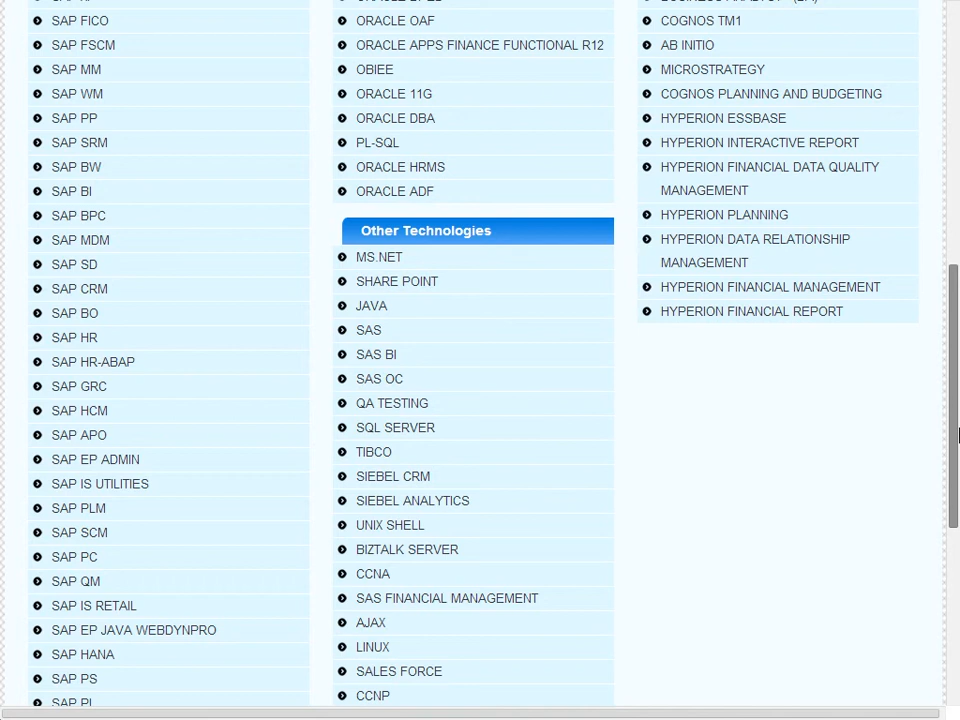 SAP FICO
SAP FSCM
SAP MM
SAP WM
SAP PP
SAP SRM
SAP BW
SAP BI
SAP BPC
SAP MDM
SAP SD
SAP CRM
SAP BO
SAP HR
SAP HR-ABAP
SAP GRC
SAP HCM
SAP APO
SAP EP ADMIN
SAP IS UTILITIES
SAP PLM
SAP SCM
SAP PC
SAP QM
SAP IS RETAIL
SAP EP JAVA WEBDYNPRO
SAP HANA
SAP PS
SAP PI
ORACLE OAF
ORACLE APPS FINANCE FUNCTIONAL R12
OBIEE
ORACLE 11G
ORACLE DBA
PL-SQL
ORACLE HRMS
ORACLE ADF
Other Technologies
MS.NET
SHARE POINT
JAVA
SAS
SAS BI
SAS OC
QA TESTING
SQL SERVER
TIBCO
SIEBEL CRM
SIEBEL ANALYTICS
UNIX SHELL
BIZTALK SERVER
CCNA
SAS FINANCIAL MANAGEMENT
AJAX
LINUX
SALES FORCE
CCNP
COGNOS TM1
AB INITIO
MICROSTRATEGY
COGNOS PLANNING AND BUDGETING
HYPERION ESSBASE
HYPERION INTERACTIVE REPORT
HYPERION FINANCIAL DATA QUALITY
MANAGEMENT
HYPERION PLANNING
HYPERION DATA RELATIONSHIP
MANAGEMENT
HYPERION FINANCIAL MANAGEMENT
HYPERION FINANCIAL REPORT